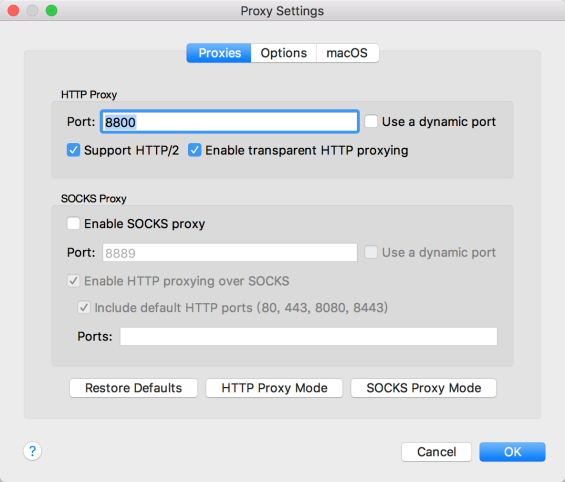 Proxy Settings
Proxies Options macOS
HTTP Proxy
Port: 8800 Use a dynamic port
Support HTTP/2 Enable transparent HTTP proxying
SOCKS Proxy
Enable SOCKS proxy
Port: 8889 Use a dynamic port
Enable HTTP proxying over SOCKS
Include default HTTP ports (80, 443, 8080, 8443)
Ports:
Restore Defaults HTTP Proxy Mode SOCKS Proxy Mode
? Cancel OK